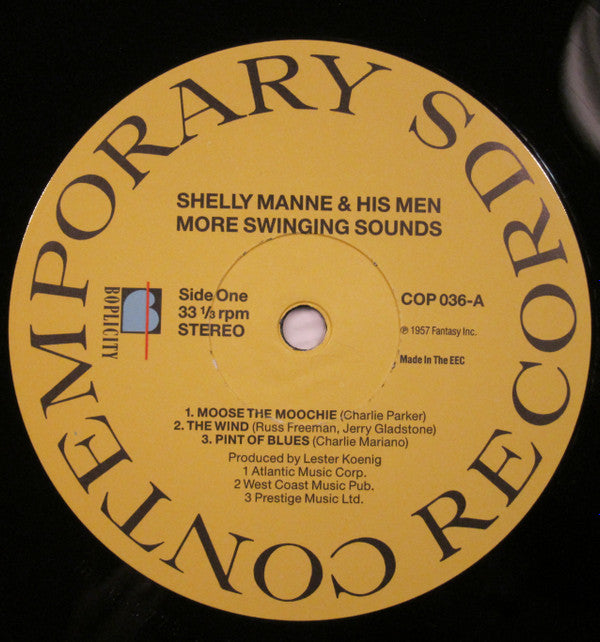 CONTEMPORARY RECORDS
SHELLY MANNE & HIS MEN
MORE SWINGING SOUNDS
BOPLICITY
B
Side One
33 ⅓ rpm
STEREO
COP 036-A
℗ 1957 Fantasy Inc.
Made In The EEC
1. MOOSE THE MOOCHIE (Charlie Parker)
2. THE WIND (Russ Freeman, Jerry Gladstone)
3. PINT OF BLUES (Charlie Mariano)
Produced by Lester Koenig
1 Atlantic Music Corp.
2 West Coast Music Pub.
3 Prestige Music Ltd.